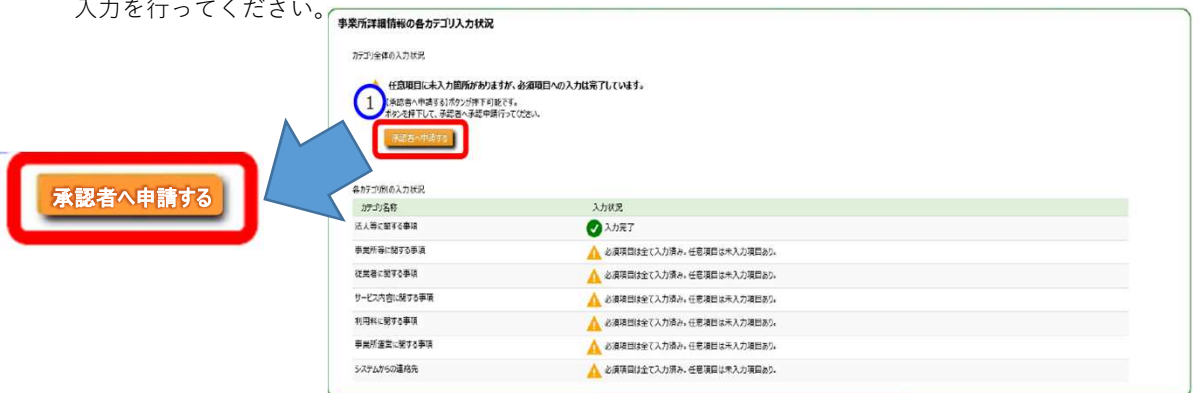 入力を行ってください。
事業所詳細情報の各カテゴリ入力状況
カテゴリ全体の入力状況
任意項目に未入力箇所がありますが、必須項目への入力は完了しています。
1
[承認者へ申請する]ボタンが押下可能です。
ボタンを押下して、承認者へ承認申請行ってください。
承認者へ申請する
承認者へ申請する
各カテゴリ別の入力状況
カテゴリ名称 入力状況
法人等に関する事項 入力完了
事業所等に関する事項 必須項目は全て入力済み。任意項目は未入力項目あり。
従業者に関する事項 必須項目は全て入力済み。任意項目は未入力項目あり。
サービス内容に関する事項 必須項目は全て入力済み。任意項目は未入力項目あり。
利用料に関する事項 必須項目は全て入力済み。任意項目は未入力項目あり。
事業所運営に関する事項 必須項目は全て入力済み。任意項目は未入力項目あり。
システムからの連絡先 必須項目は全て入力済み。任意項目は未入力項目あり。